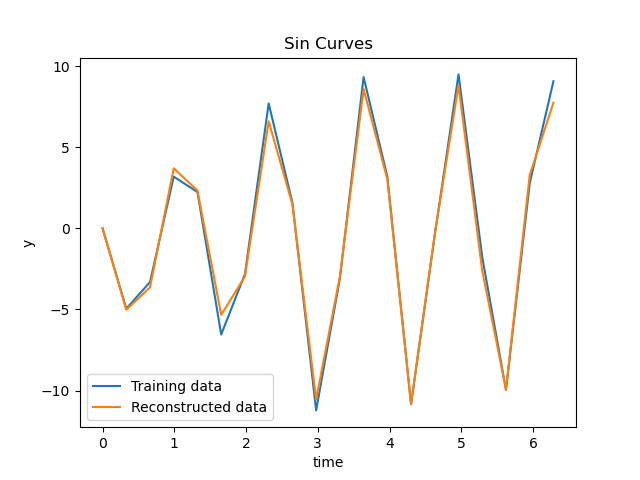 Sin Curves
10
5
0
−5
−10
y
Training data
Reconstructed data
0 1 2 3 4 5 6
time